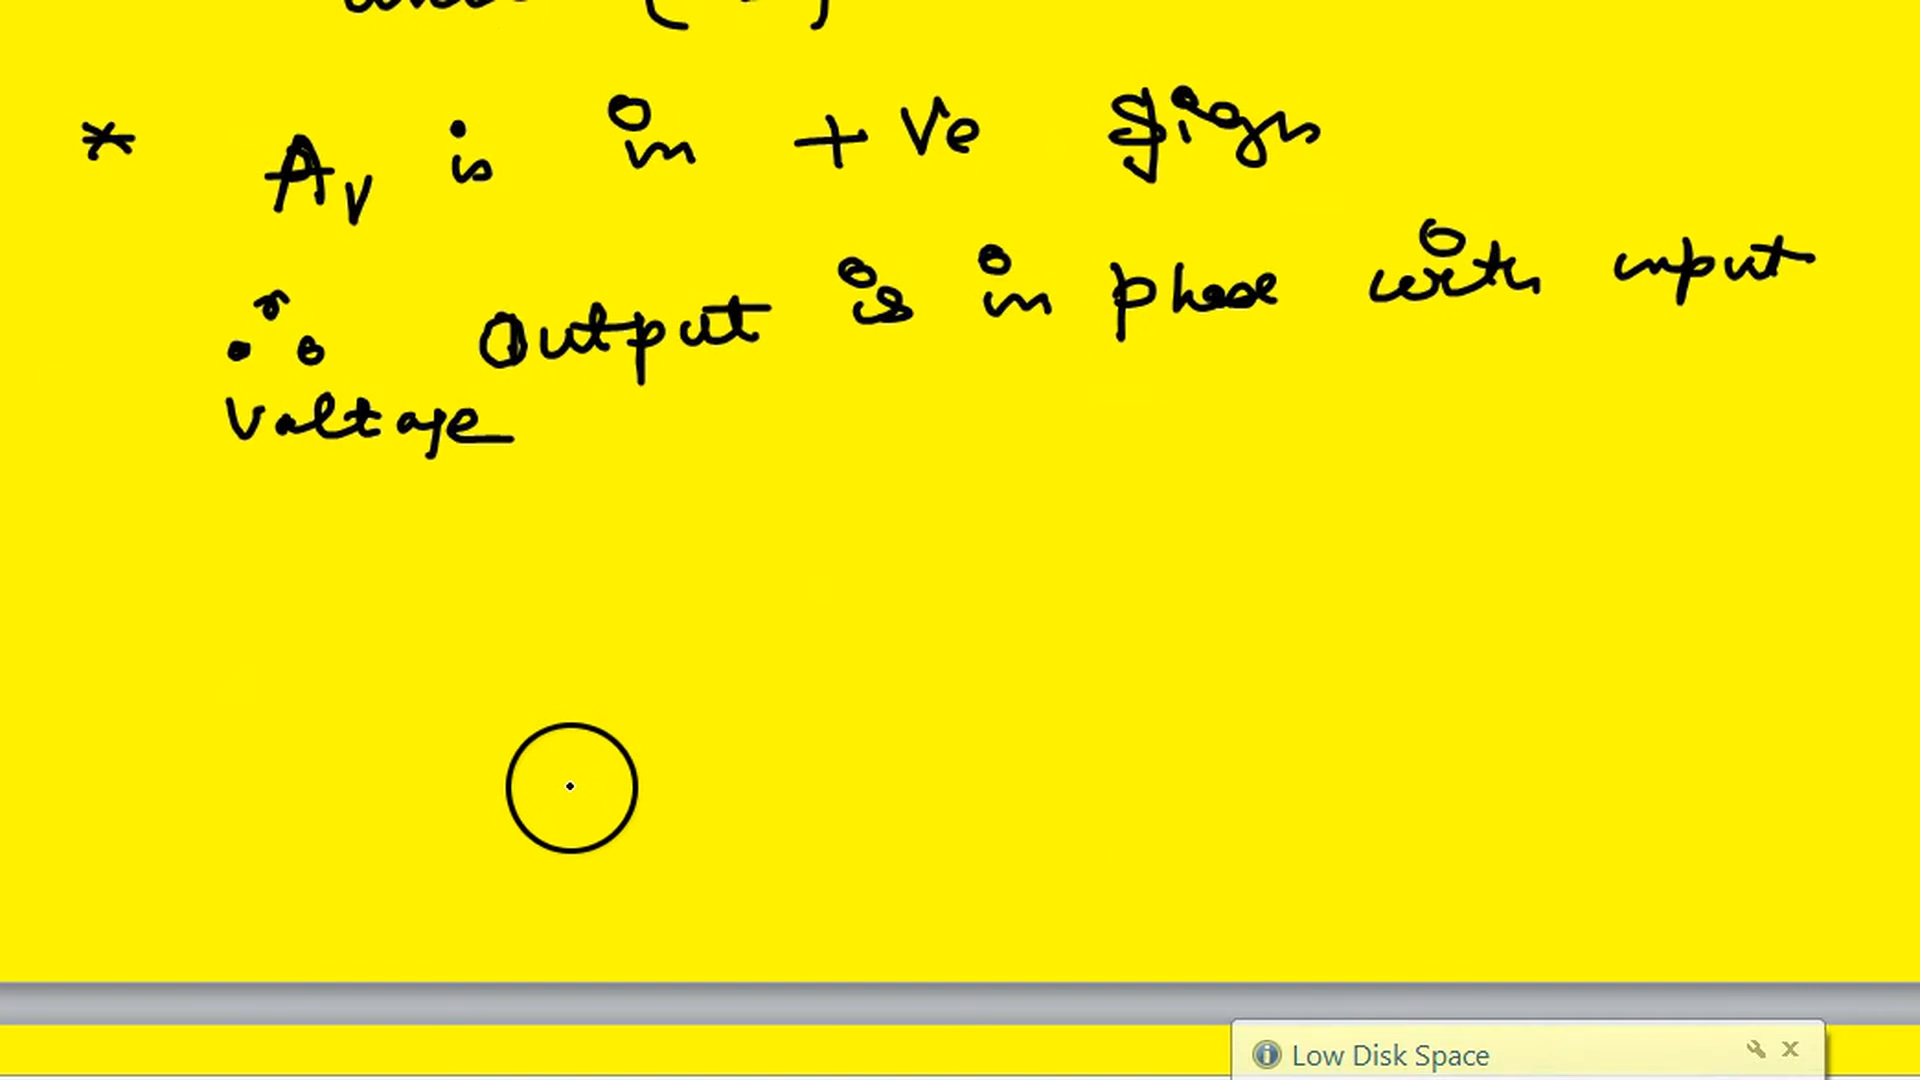 * Av is in +Ve sign
∴ Output is in phase with input
voltage
Low Disk Space